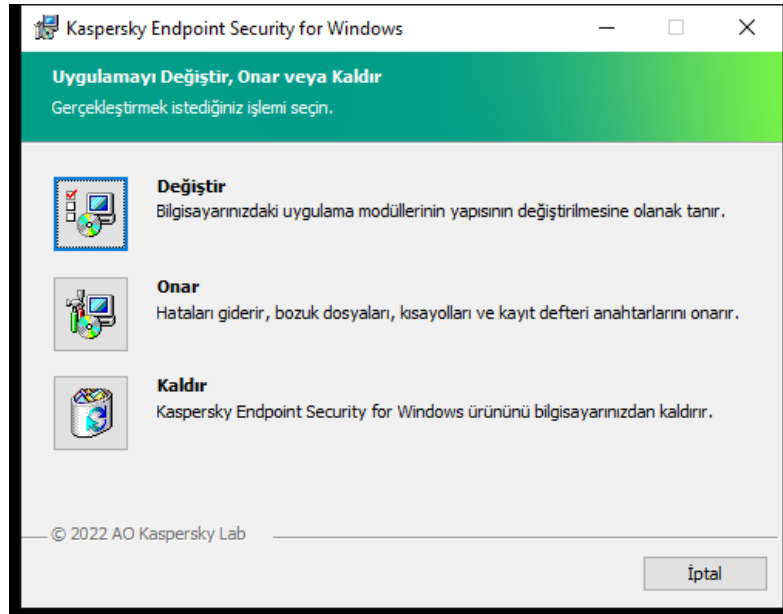 Kaspersky Endpoint Security for Windows
Uygulamayı Değiştir, Onar veya Kaldır
Gerçekleştirmek istediğiniz işlemi seçin.
Değiştir
Bilgisayarınızdaki uygulama modüllerinin yapısının değiştirilmesine olanak tanır.
Onar
Hataları giderir, bozuk dosyaları, kısayolları ve kayıt defteri anahtarlarını onarır.
Kaldır
Kaspersky Endpoint Security for Windows ürününü bilgisayarınızdan kaldırır.
© 2022 AO Kaspersky Lab
İptal